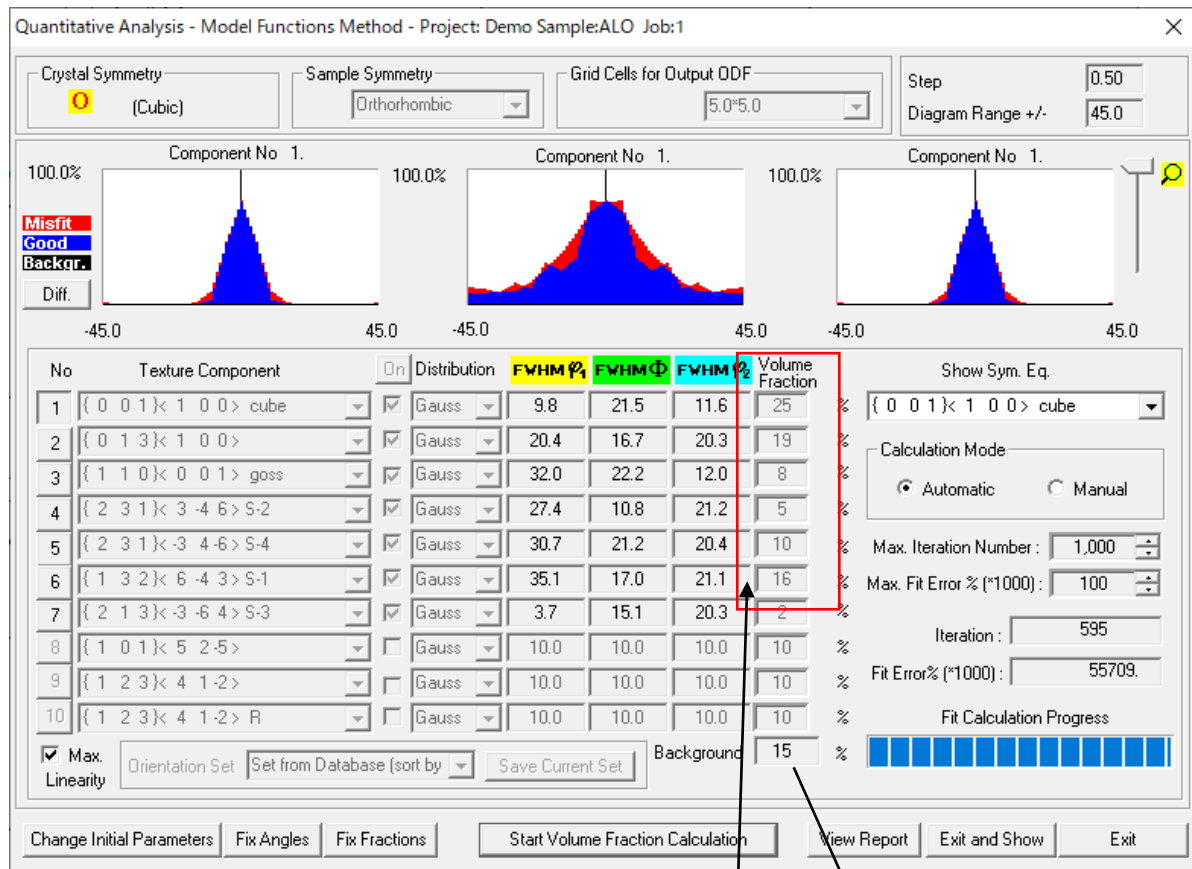 Quantitative Analysis - Model Functions Method - Project: Demo Sample:ALO Job:1
Crystal Symmetry
O (Cubic)
Sample Symmetry
Orthorhombic
Grid Cells for Output ODF
5.0*5.0
Step 0.50
Diagram Range +/- 45.0
Component No 1. Component No 1. Component No 1.
100.0% 100.0% 100.0%
Misfit
Good
Backgr.
Diff.
-45.0 45.0 -45.0 45.0 -45.0 45.0
No Texture Component On Distribution FWHM φ1 FWHM Φ FWHM φ2 Volume Fraction
1 { 0 0 1}< 1 0 0> cube Gauss 9.8 21.5 11.6 25 %
2 { 0 1 3}< 1 0 0> Gauss 20.4 16.7 20.3 19 %
3 { 1 1 0}< 0 0 1> goss Gauss 32.0 22.2 12.0 8 %
4 { 2 3 1}< 3 -4 6> S-2 Gauss 27.4 10.8 21.2 5 %
5 { 2 3 1}< -3 4 -6> S-4 Gauss 30.7 21.2 20.4 10 %
6 { 1 3 2}< 6 -4 3> S-1 Gauss 35.1 17.0 21.1 16 %
7 { 2 1 3}< -3 -6 4> S-3 Gauss 3.7 15.1 20.3 2 %
8 { 1 0 1}< 5 2 -5> Gauss 10.0 10.0 10.0 10 %
9 { 1 2 3}< 4 1 -2> Gauss 10.0 10.0 10.0 10 %
10 { 1 2 3}< 4 1 -2> R Gauss 10.0 10.0 10.0 10 %
Background 15 %
Max. Linearity
Orientation Set Set from Database (sort by Save Current Set
Show Sym. Eq.
{ 0 0 1}< 1 0 0> cube
Calculation Mode
Automatic Manual
Max. Iteration Number : 1,000
Max. Fit Error % (*1000) : 100
Iteration : 595
Fit Error% (*1000) : 55709.
Fit Calculation Progress
Change Initial Parameters Fix Angles Fix Fractions Start Volume Fraction Calculation View Report Exit and Show Exit